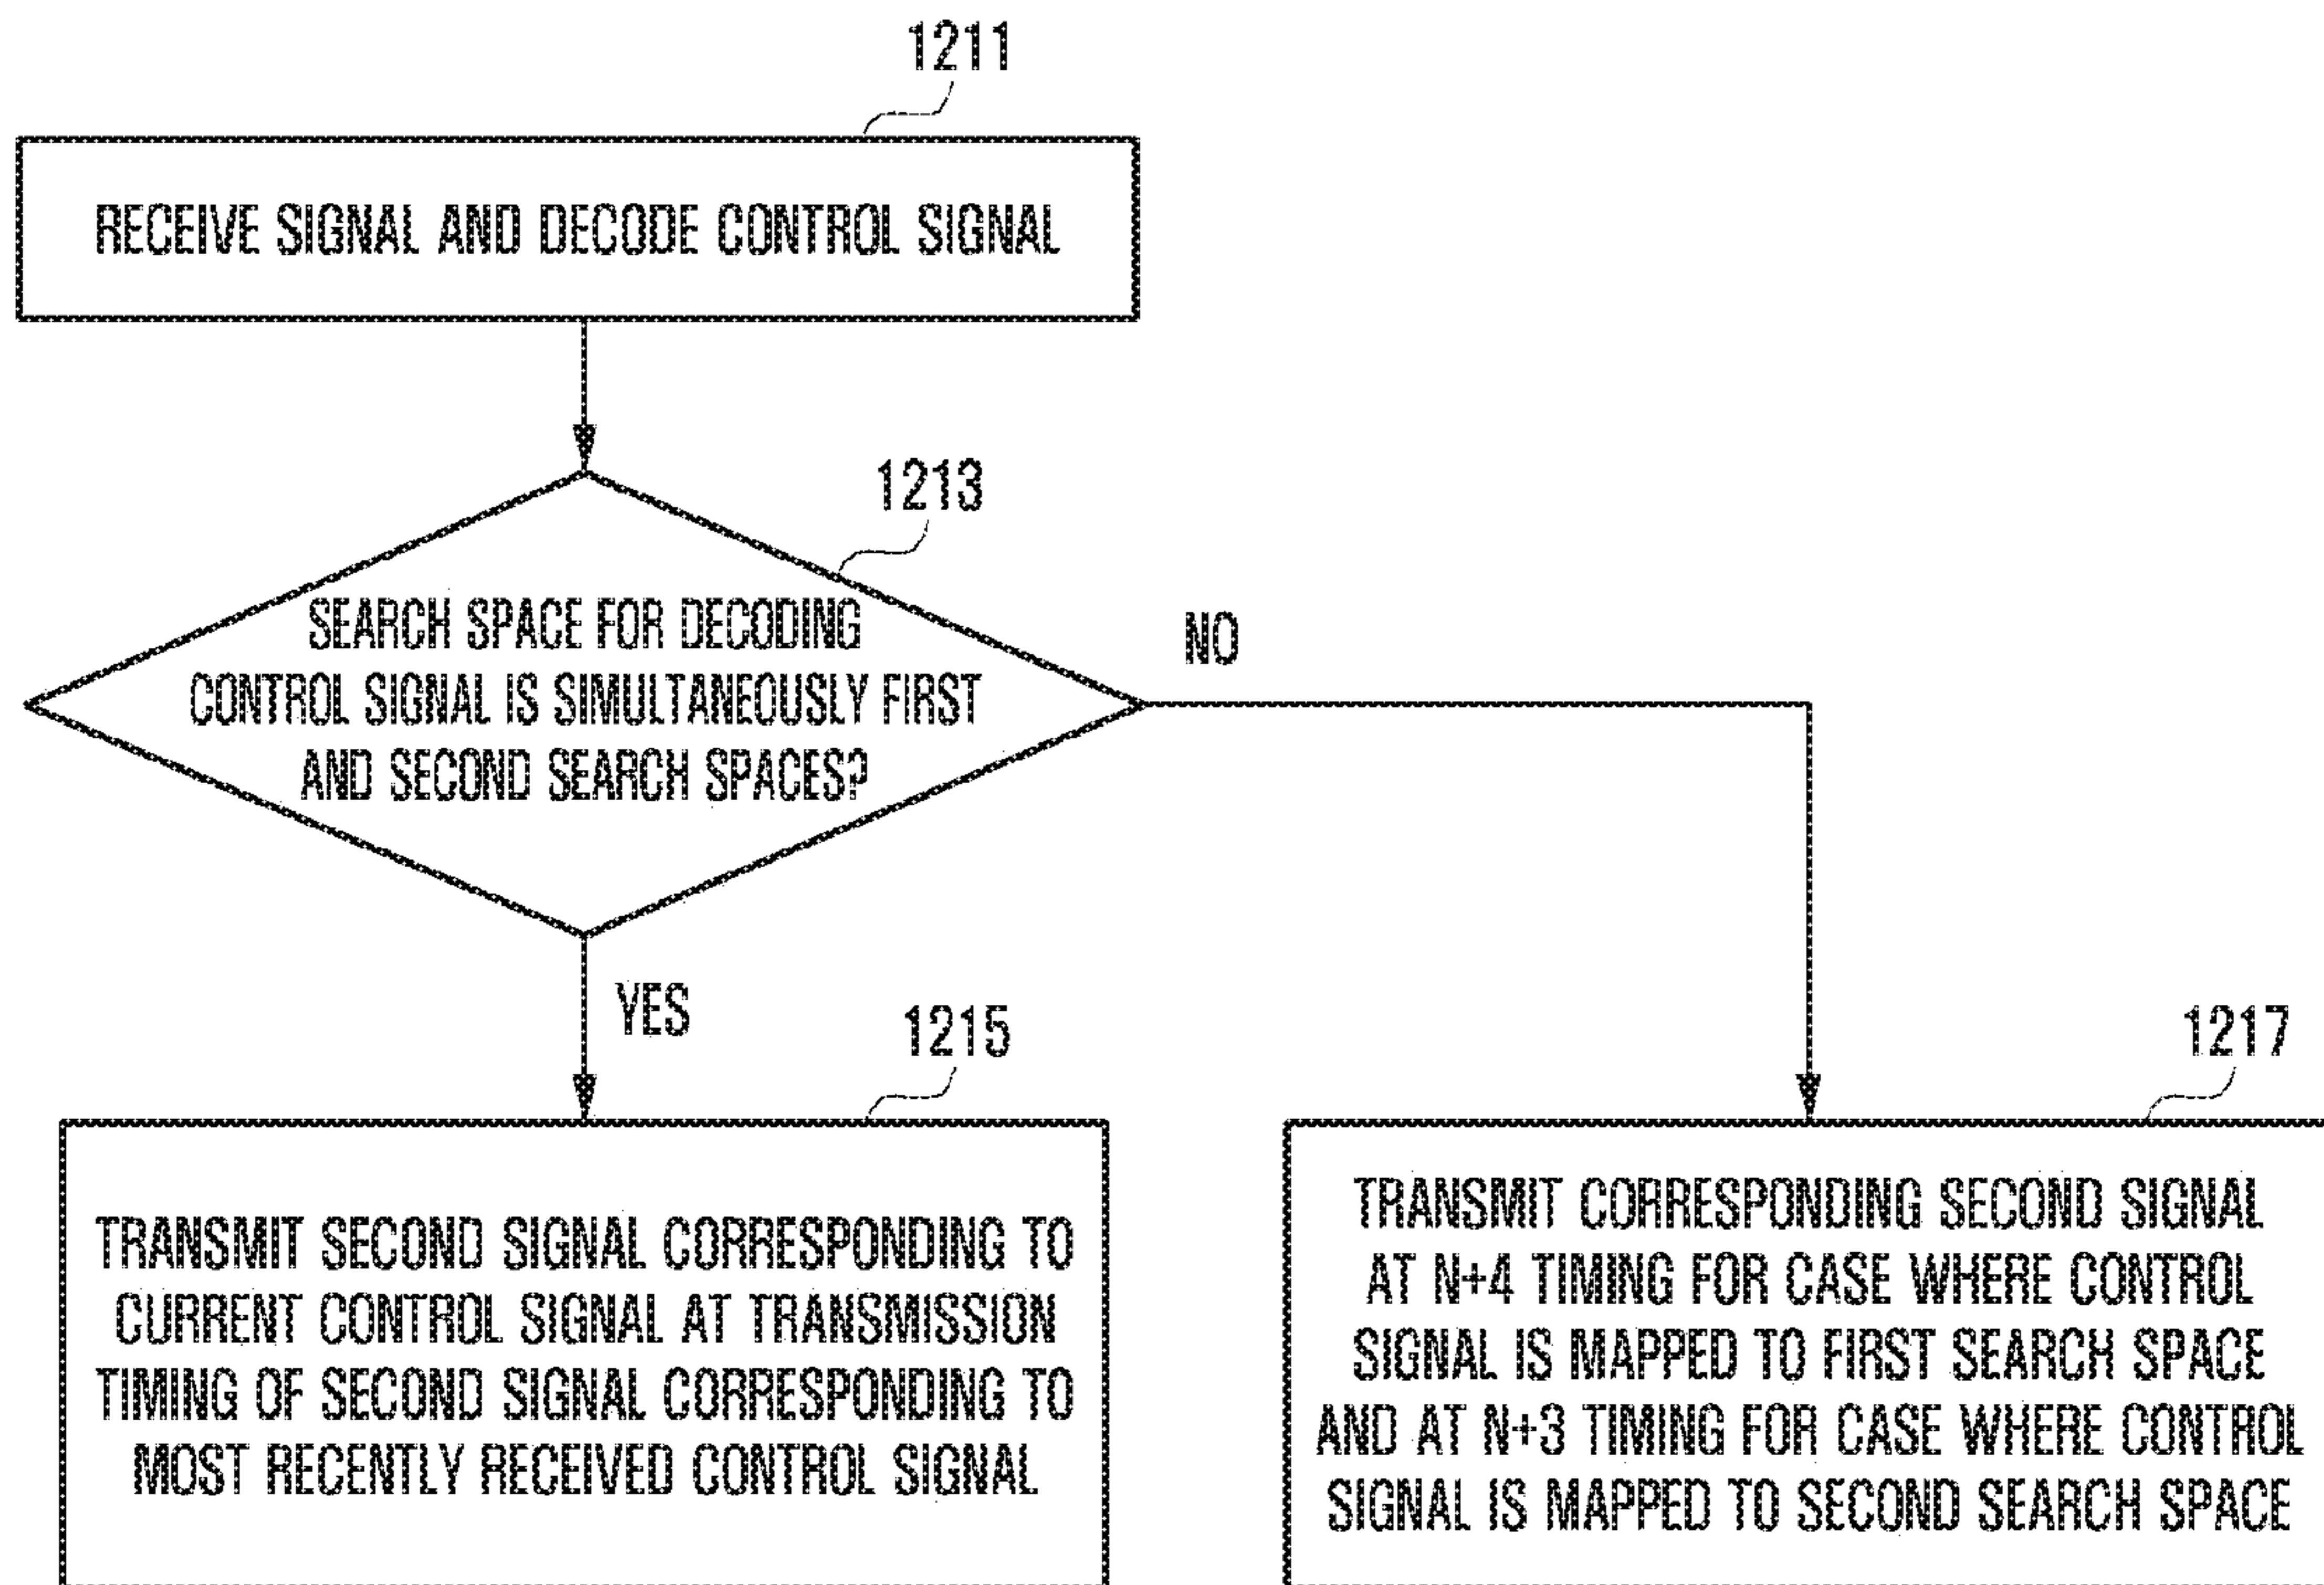 1211
RECEIVE SIGNAL AND DECODE CONTROL SIGNAL
1213
SEARCH SPACE FOR DECODING
CONTROL SIGNAL IS SIMULTANEOUSLY FIRST
AND SECOND SEARCH SPACES?
NO
YES
1215
TRANSMIT SECOND SIGNAL CORRESPONDING TO
CURRENT CONTROL SIGNAL AT TRANSMISSION
TIMING OF SECOND SIGNAL CORRESPONDING TO
MOST RECENTLY RECEIVED CONTROL SIGNAL
1217
TRANSMIT CORRESPONDING SECOND SIGNAL
AT N+4 TIMING FOR CASE WHERE CONTROL
SIGNAL IS MAPPED TO FIRST SEARCH SPACE
AND AT N+3 TIMING FOR CASE WHERE CONTROL
SIGNAL IS MAPPED TO SECOND SEARCH SPACE